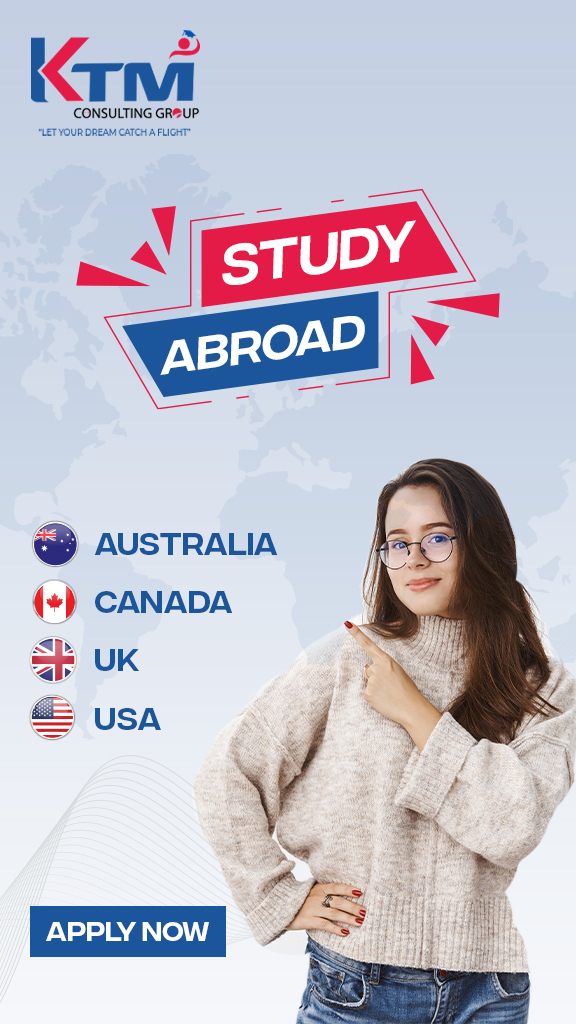 KTM
CONSULTING GROUP
"LET YOUR DREAM CATCH A FLIGHT"
STUDY
ABROAD
AUSTRALIA
CANADA
UK
USA
APPLY NOW